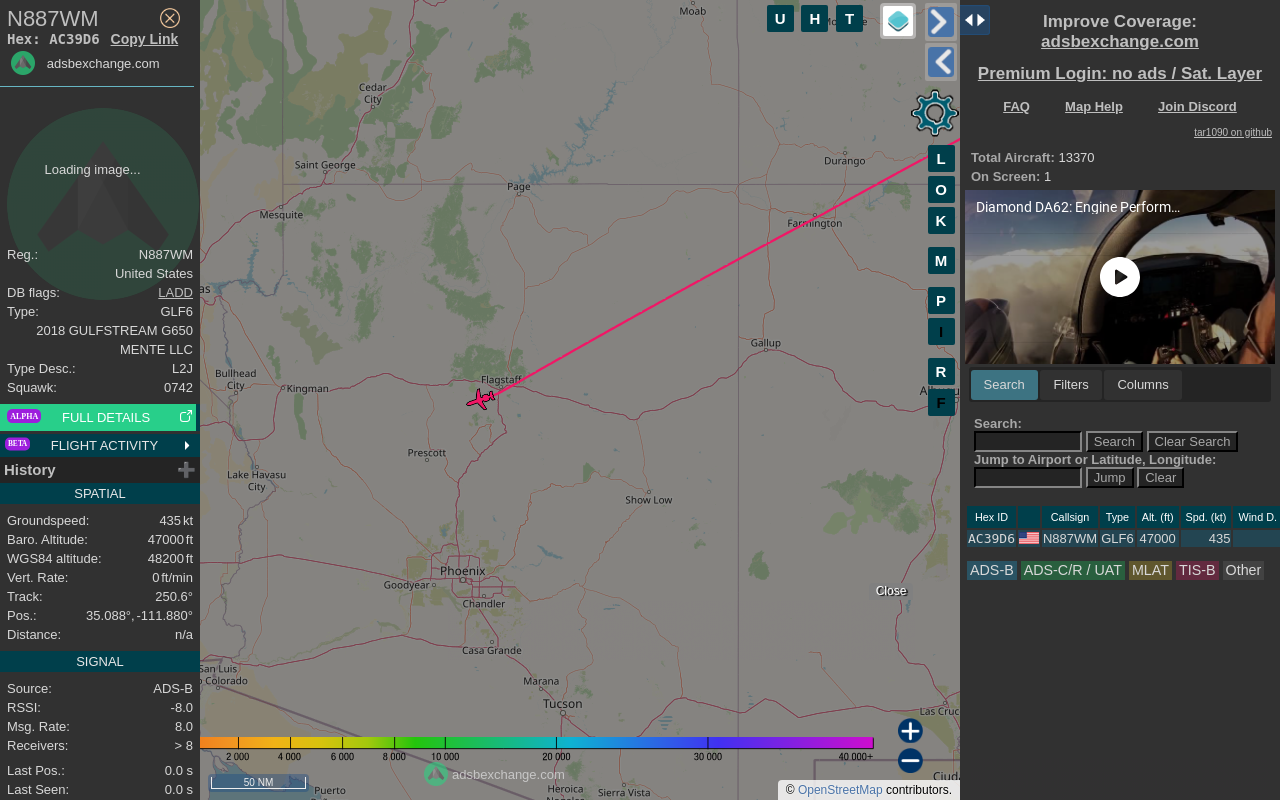 N887WM
Hex: AC39D6 Copy Link
adsbexchange.com
Loading image...
Reg.: N887WM
United States
DB flags: LADD
Type: GLF6
2018 GULFSTREAM G650
MENTE LLC
Type Desc.: L2J
Squawk: 0742
ALPHA FULL DETAILS
BETA FLIGHT ACTIVITY
History
SPATIAL
Groundspeed: 435 kt
Baro. Altitude: 47000 ft
WGS84 altitude: 48200 ft
Vert. Rate: 0 ft/min
Track: 250.6°
Pos.: 35.088°, -111.880°
Distance: n/a
SIGNAL
Source: ADS-B
RSSI: -8.0
Msg. Rate: 8.0
Receivers: > 8
Last Pos.: 0.0 s
Last Seen: 0.0 s
Moab
U H T
Cedar
City
Saint George
Mesquite
Page
Durango
Farmington
Bullhead
City
Kingman
Flagstaff
Gallup
Prescott
Lake Havasu
City
Show Low
Phoenix
Goodyear
Chandler
Casa Grande
San Luis
Colorado
Marana
Tucson
Las Cruc
Puerto
Heroica
Sierra Vista
Ciuda
L
O
K
M
P
I
R
F
Close
2 000 4 000 6 000 8 000 10 000 20 000 30 000 40 000+
50 NM
adsbexchange.com
© OpenStreetMap contributors.
Improve Coverage:
adsbexchange.com
Premium Login: no ads / Sat. Layer
FAQ Map Help Join Discord
tar1090 on github
Total Aircraft: 13370
On Screen: 1
Diamond DA62: Engine Perform...
Search Filters Columns
Search:
Search Clear Search
Jump to Airport or Latitude, Longitude:
Jump Clear
Hex ID Callsign Type Alt. (ft) Spd. (kt) Wind D.
AC39D6 N887WM GLF6 47000 435
ADS-B ADS-C/R / UAT MLAT TIS-B Other